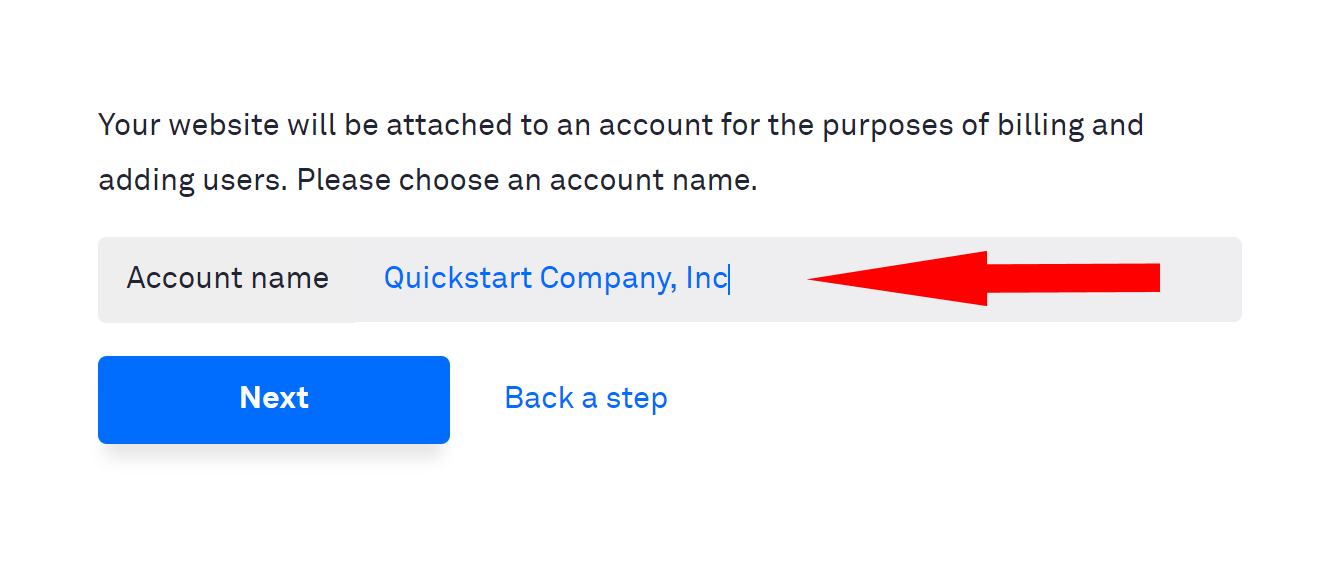 Your website will be attached to an account for the purposes of billing and
adding users. Please choose an account name.
Account name Quickstart Company, Inc
Next Back a step